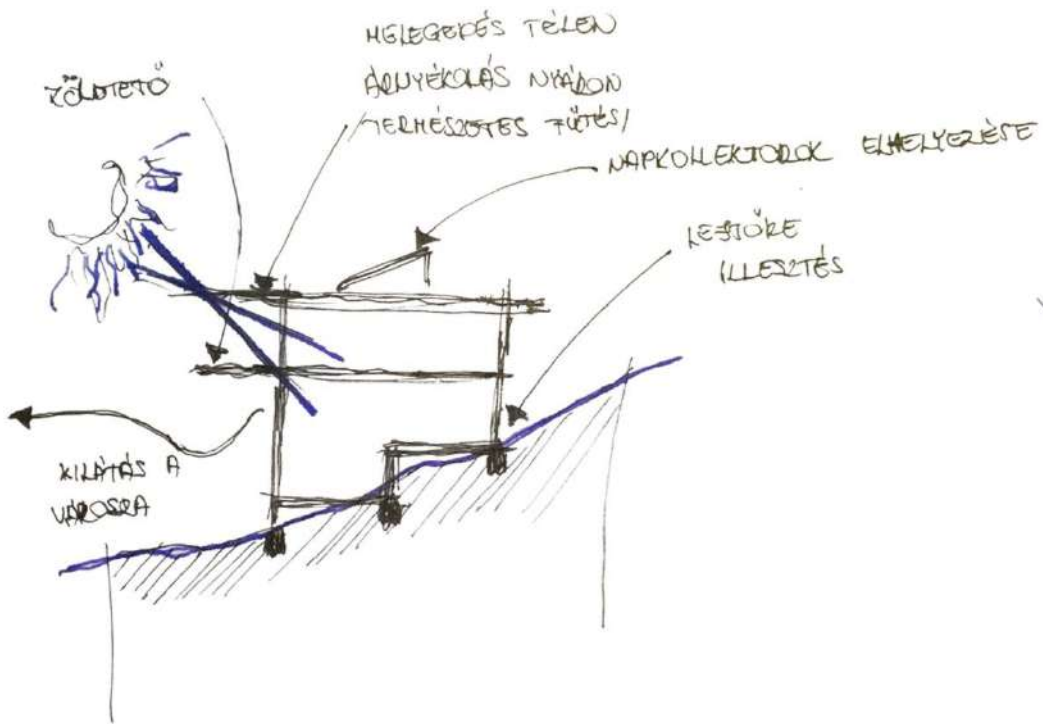 ZÖLDTETŐ
MELEGEDÉS TÉLEN
ÁRNYÉKOLÁS NYÁRON
TERMÉSZETES FŰTÉS/
NAPKOLLEKTOROK ELHELYEZÉSE
LEJTŐRE
ILLESZTÉS
KILÁTÁS A
VÁROSRA